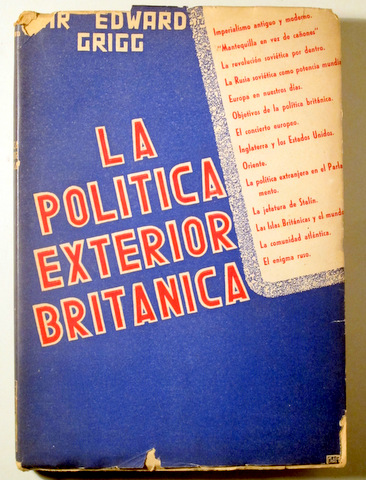 SIR EDWARD
GRIGG
LA
POLITICA
EXTERIOR
BRITANICA
Imperialismo antiguo y moderno.
"Mantequilla en vez de cañones"
La revolución soviética por dentro.
La Rusia soviética como potencia mundia
Europa en nuestros días.
Objetivos de la política británica.
El concierto europeo.
Inglaterra y los Estados Unidos.
Oriente.
La política extranjera en el Parla
mento.
La jefatura de Stalin.
Las Islas Británicas y el mundo
La comunidad atlántica.
El enigma ruso.